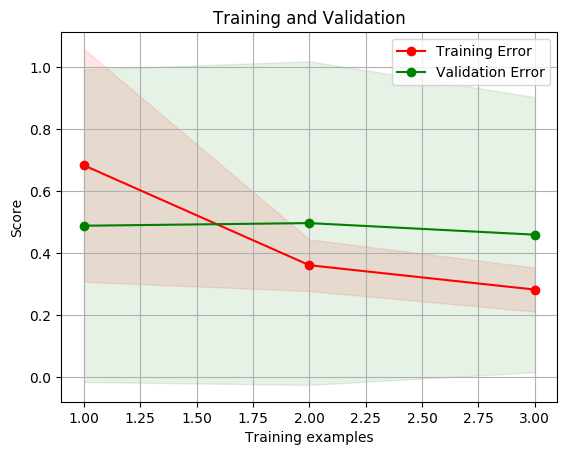 Training and Validation
Training Error
Validation Error
Score
1.0
0.8
0.6
0.4
0.2
0.0
1.00 1.25 1.50 1.75 2.00 2.25 2.50 2.75 3.00
Training examples